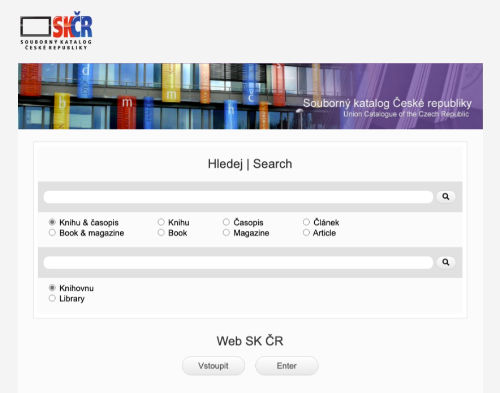 SKČR
SOUBORNÝ KATALOG
ČESKÉ REPUBLIKY
Souborný katalog České republiky
Union Catalogue of the Czech Republic
Hledej | Search
Knihu & časopis Knihu Časopis Článek
Book & magazine Book Magazine Article
Knihovnu
Library
Web SK ČR
Vstoupit Enter